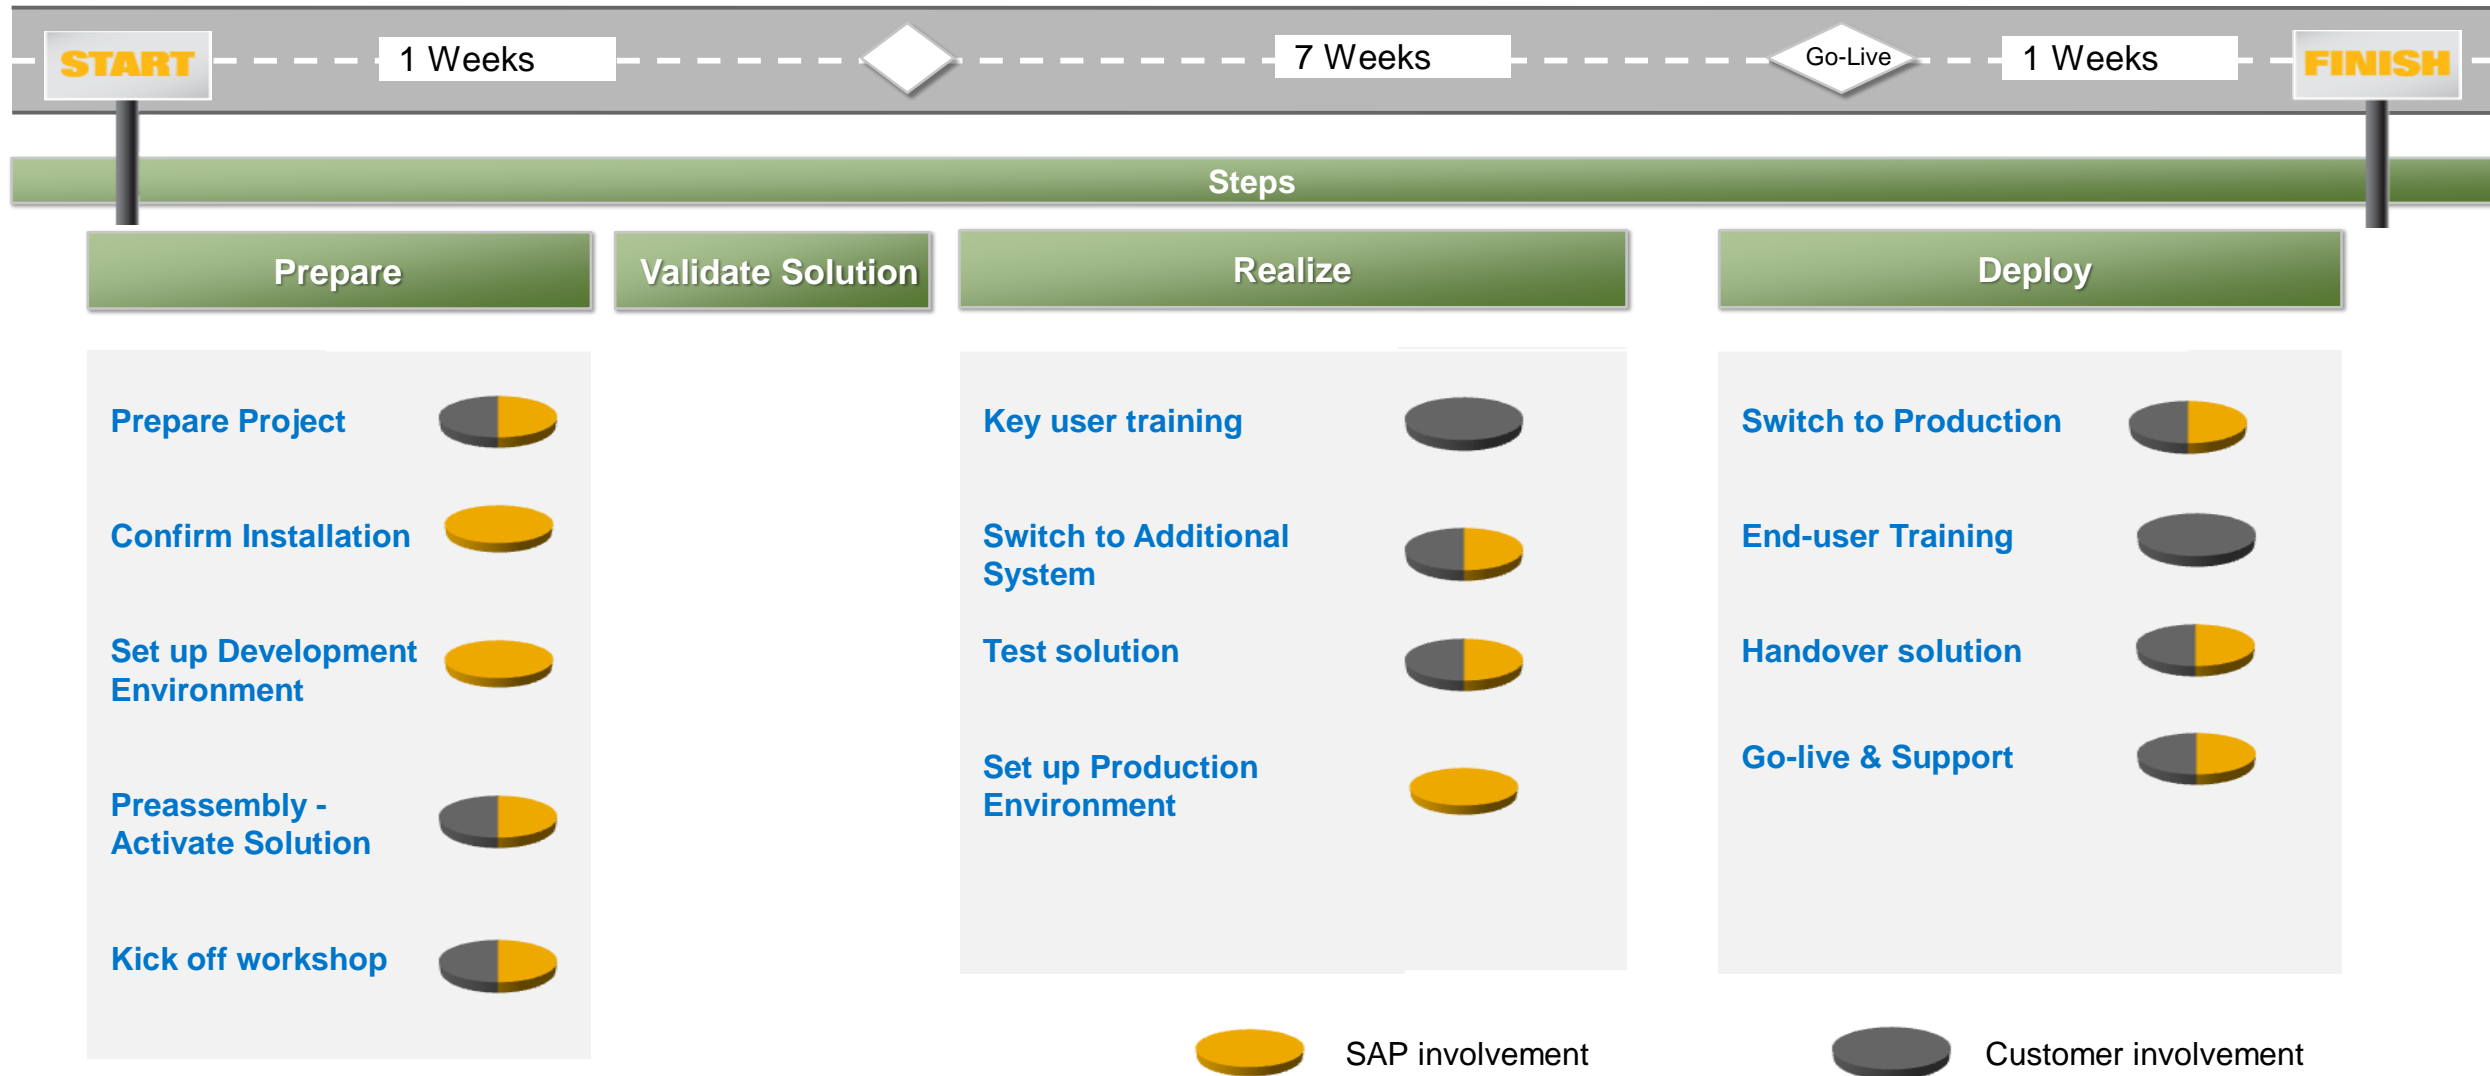 START
1 Weeks
7 Weeks
Go-Live
1 Weeks
FINISH
Steps
Prepare
Validate Solution
Realize
Deploy
Prepare Project
Confirm Installation
Set up Development
Environment
Preassembly -
Activate Solution
Kick off workshop
Key user training
Switch to Additional
System
Test solution
Set up Production
Environment
Switch to Production
End-user Training
Handover solution
Go-live & Support
SAP involvement
Customer involvement